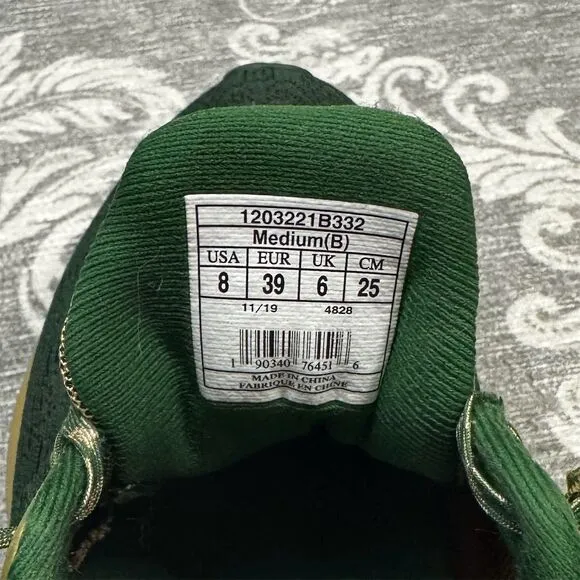 1203221B332
Medium(B)
USA EUR UK CM
8 39 6 25
11/19 4828
1 90340 76451 6
MADE IN CHINA
FABRIQUE EN CHINE